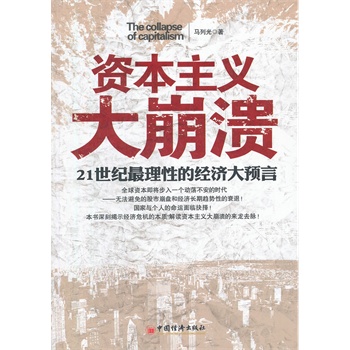 The collapse
of capitalism
马列光◎著
资本主义
大崩溃
21世纪最理性的经济大预言
全球资本即将步入一个动荡不安的时代
——无法避免的股市崩盘和经济长期趋势性的衰退！
国家与个人的命运面临抉择！
本书深刻揭示经济危机的本质·解读资本主义大崩溃的来龙去脉！
中国经济出版社